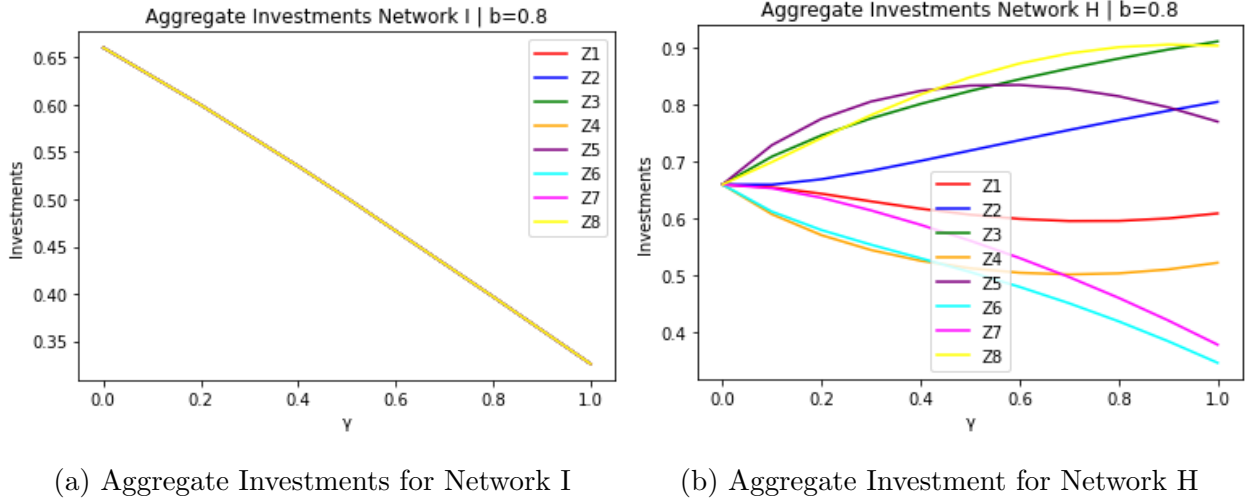 Aggregate Investments Network I | b=0.8
Investments
0.65
0.60
0.55
0.50
0.45
0.40
0.35
Z1
Z2
Z3
Z4
Z5
Z6
Z7
Z8
0.0 0.2 0.4 0.6 0.8 1.0
γ
(a) Aggregate Investments for Network I
Aggregate Investments Network H | b=0.8
Investments
0.9
0.8
0.7
0.6
0.5
0.4
Z1
Z2
Z3
Z4
Z5
Z6
Z7
Z8
0.0 0.2 0.4 0.6 0.8 1.0
γ
(b) Aggregate Investment for Network H